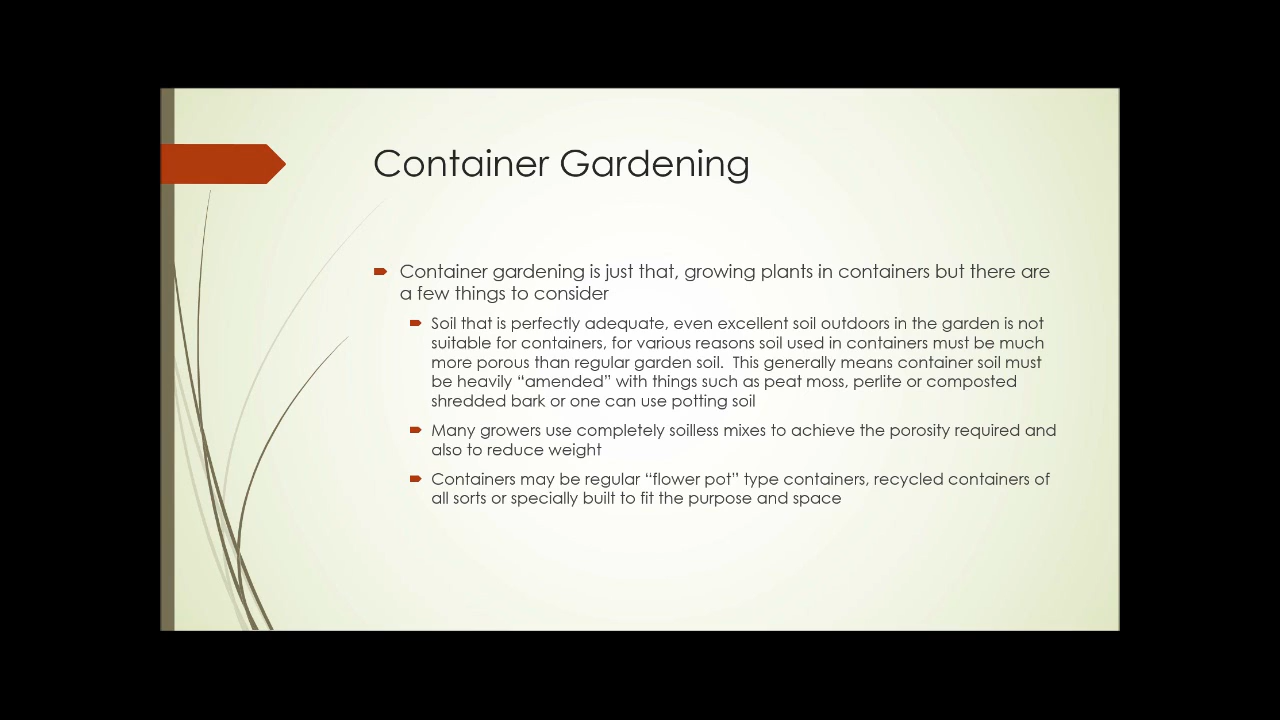 Container Gardening
Container gardening is just that, growing plants in containers but there are
a few things to consider
Soil that is perfectly adequate, even excellent soil outdoors in the garden is not
suitable for containers, for various reasons soil used in containers must be much
more porous than regular garden soil.  This generally means container soil must
be heavily “amended” with things such as peat moss, perlite or composted
shredded bark or one can use potting soil
Many growers use completely soilless mixes to achieve the porosity required and
also to reduce weight
Containers may be regular “flower pot” type containers, recycled containers of
all sorts or specially built to fit the purpose and space